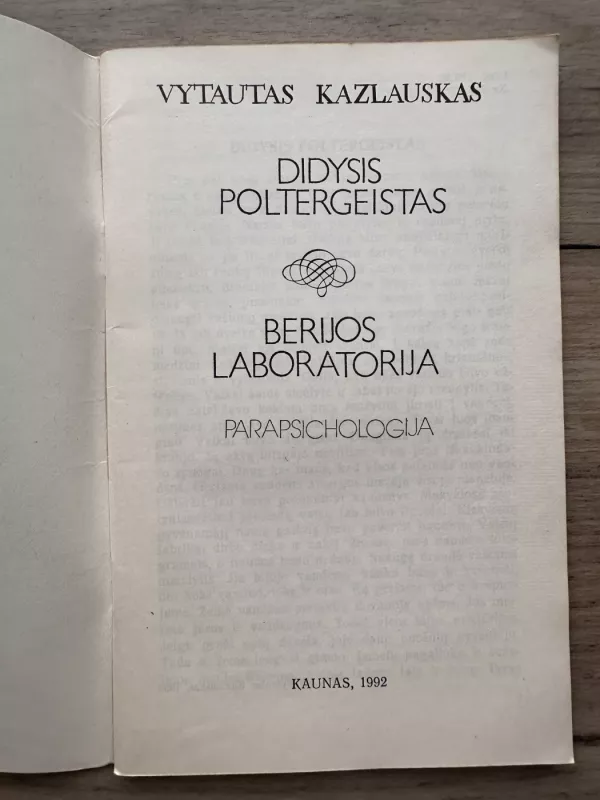 VYTAUTAS KAZLAUSKAS
DIDYSIS
POLTERGEISTAS
BERIJOS
LABORATORIJA
PARAPSICHOLOGIJA
KAUNAS, 1992